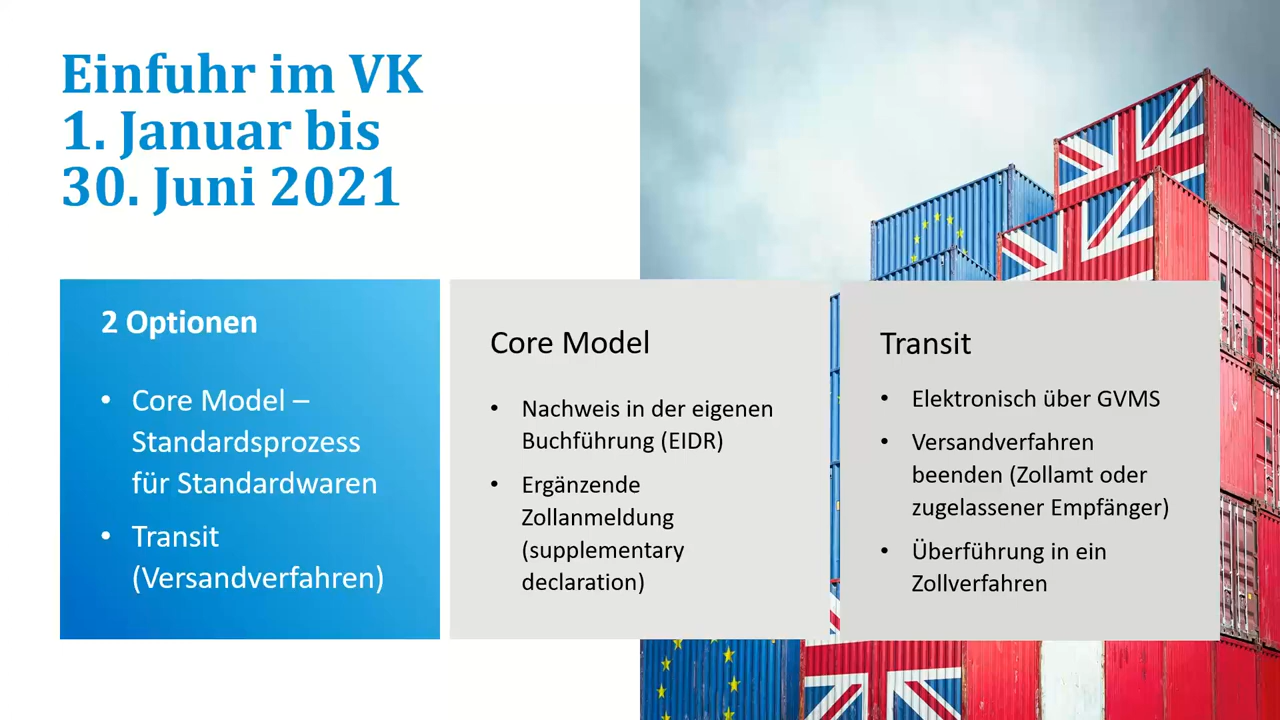 Einfuhr im VK
1. Januar bis
30. Juni 2021
2 Optionen
• Core Model –
Standardsprozess
für Standardwaren
• Transit
(Versandverfahren)
Core Model
• Nachweis in der eigenen
Buchführung (EIDR)
• Ergänzende
Zollanmeldung
(supplementary
declaration)
Transit
• Elektronisch über GVMS
• Versandverfahren
beenden (Zollamt oder
zugelassener Empfänger)
• Überführung in ein
Zollverfahren